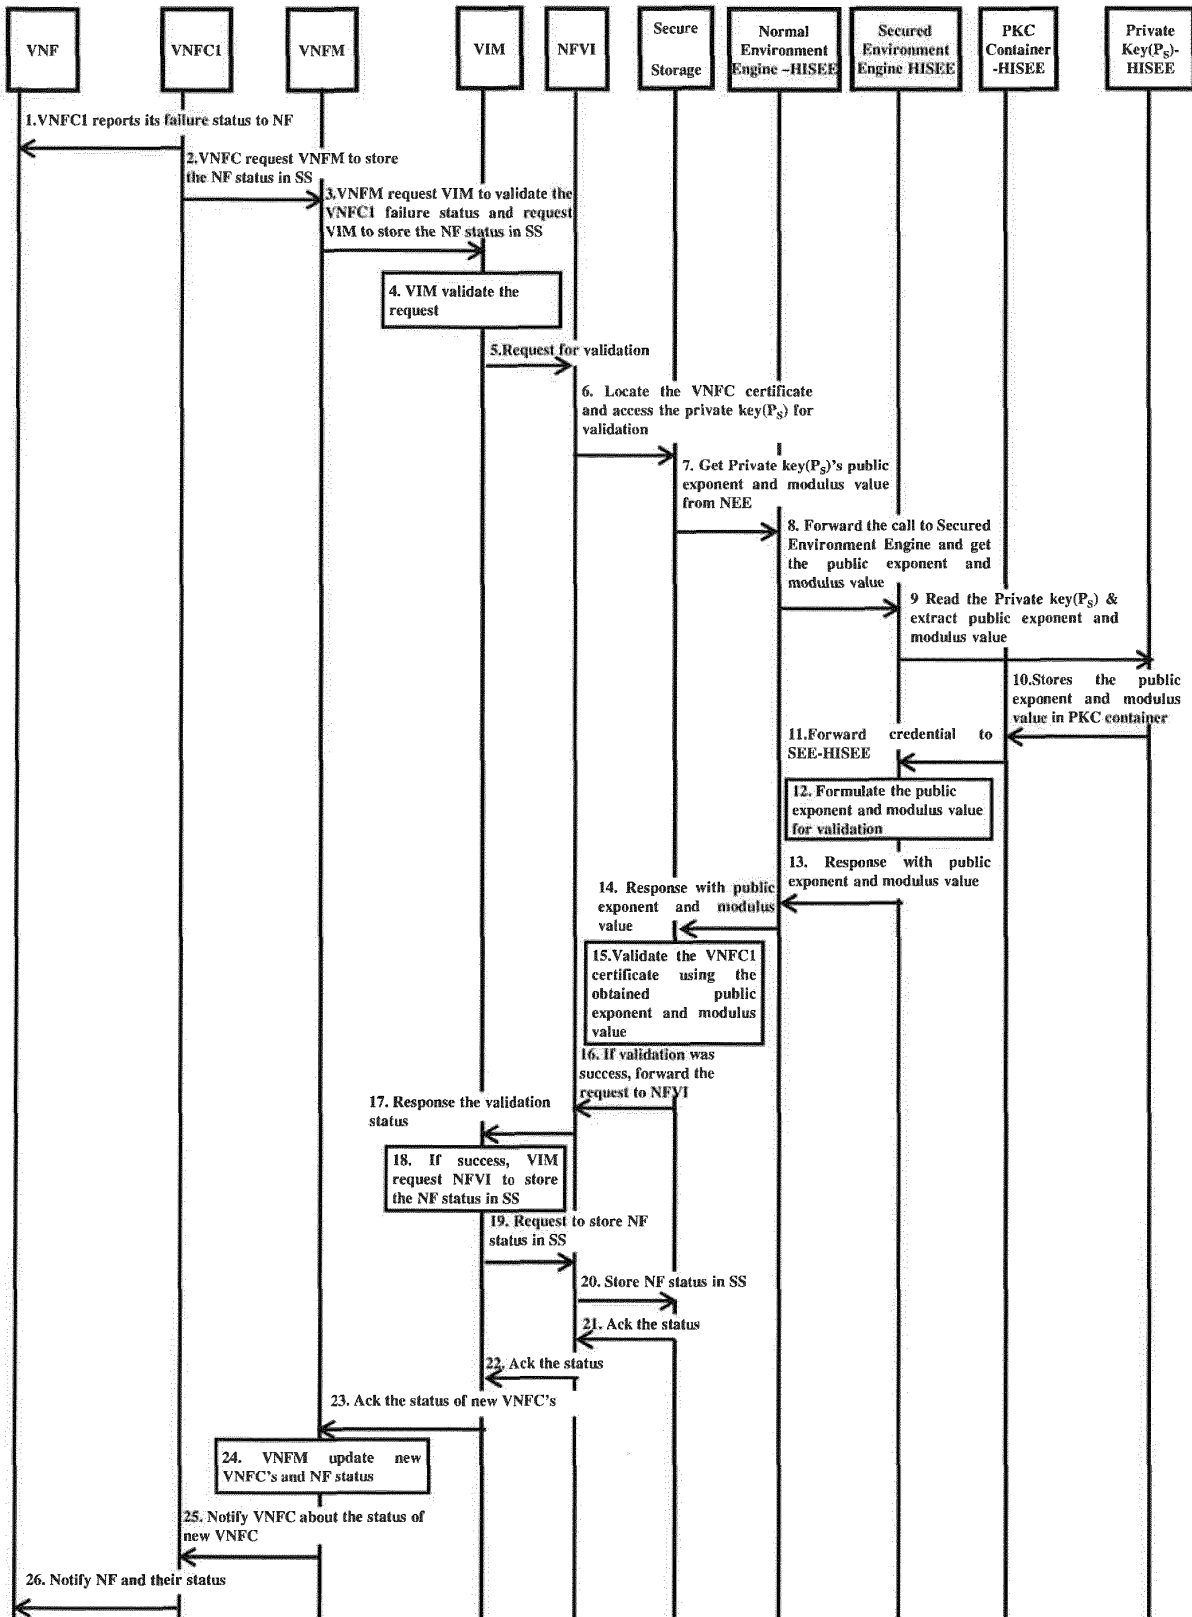 VNF
VNFC1
VNFM
VIM
NFVI
Secure
Storage
Normal
Environment
Engine –HISEE
Secured
Environment
Engine HISEE
PKC
Container
-HISEE
Private
Key(PS)-
HISEE
1.VNFC1 reports its failure status to NF
2.VNFC request VNFM to store
the NF status in SS
3.VNFM request VIM to validate the
VNFC1 failure status and request
VIM to store the NF status in SS
4. VIM validate the
request
5.Request for validation
6. Locate the VNFC certificate
and access the private key(PS) for
validation
7. Get Private key(PS)'s public
exponent and modulus value
from NEE
8. Forward the call to Secured
Environment Engine and get
the public exponent and
modulus value
9 Read the Private key(PS) &
extract public exponent and
modulus value
10.Stores the public
exponent and modulus
value in PKC container
11.Forward credential to
SEE-HISEE
12. Formulate the public
exponent and modulus value
for validation
13. Response with public
exponent and modulus value
14. Response with public
exponent and modulus
value
15.Validate the VNFC1
certificate using the
obtained public
exponent and modulus
value
16. If validation was
success, forward the
request to NFVI
17. Response the validation
status
18. If success, VIM
request NFVI to store
the NF status in SS
19. Request to store NF
status in SS
20. Store NF status in SS
21. Ack the status
22. Ack the status
23. Ack the status of new VNFC's
24. VNFM update new
VNFC's and NF status
25. Notify VNFC about the status of
new VNFC
26. Notify NF and their status